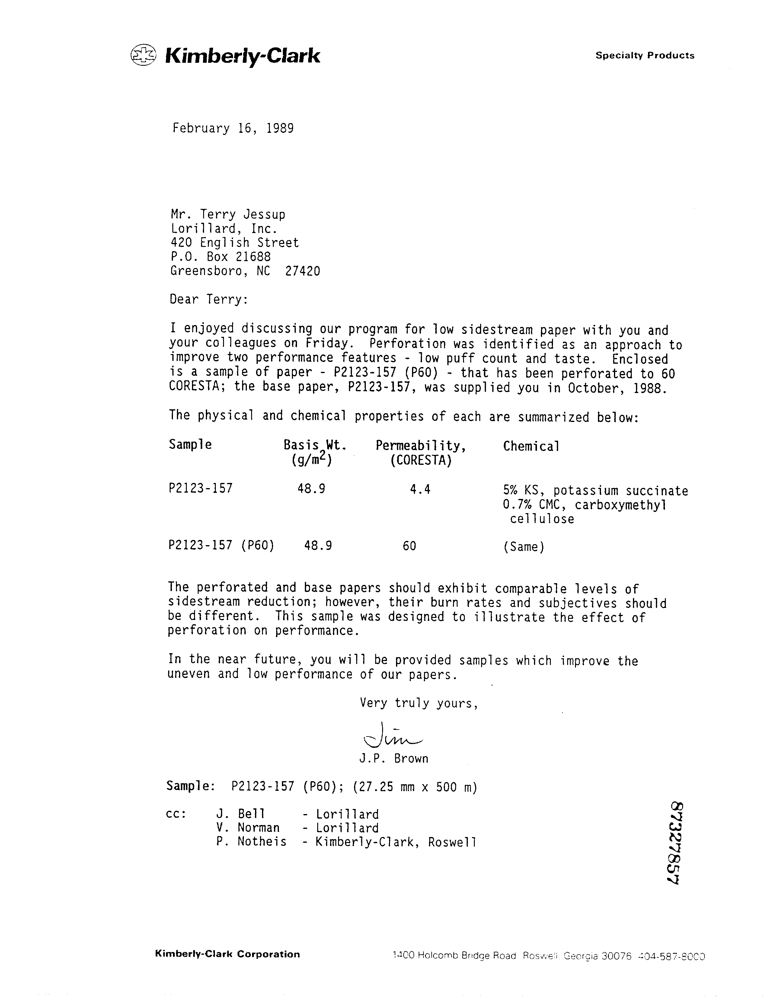 Kimberly-Clark
Specialty Products
February 16, 1989
Mr. Terry Jessup
Lorillard, Inc.
420 English Street
P.O. Box 21688
Greensboro, NC 27420
Dear Terry:
I enjoyed discussing our program for low sidestream paper with you and
your colleagues on Friday. Perforation was identified as an approach to
improve two performance features - low puff count and taste. Enclosed
is a sample of paper - P2123-157 (P60) - that has been perforated to 60
CORESTA; the base paper, P2123-157, was supplied you in October, 1988.
The physical and chemical properties of each are summarized below:
Sample Basis Wt. Permeability, Chemical
(g/m2) (CORESTA)
P2123-157 48.9 4.4 5% KS, potassium succinate
0.7% CMC, carboxymethyl
cellulose
P2123-157 (P60) 48.9 60 (Same)
The perforated and base papers should exhibit comparable levels of
sidestream reduction; however, their burn rates and subjectives should
be different. This sample was designed to illustrate the effect of
perforation on performance.
In the near future, you will be provided samples which improve the
uneven and low performance of our papers.
Very truly yours,
Jim
J.P. Brown
Sample: P2123-157 (P60); (27.25 mm x 500 m)
cc: J. Bell - Lorillard
V. Norman - Lorillard
P. Notheis - Kimberly-Clark, Roswell
87327857
Kimberly-Clark Corporation
1400 Holcomb Bridge Road Roswell Georgia 30076 404-587-8000